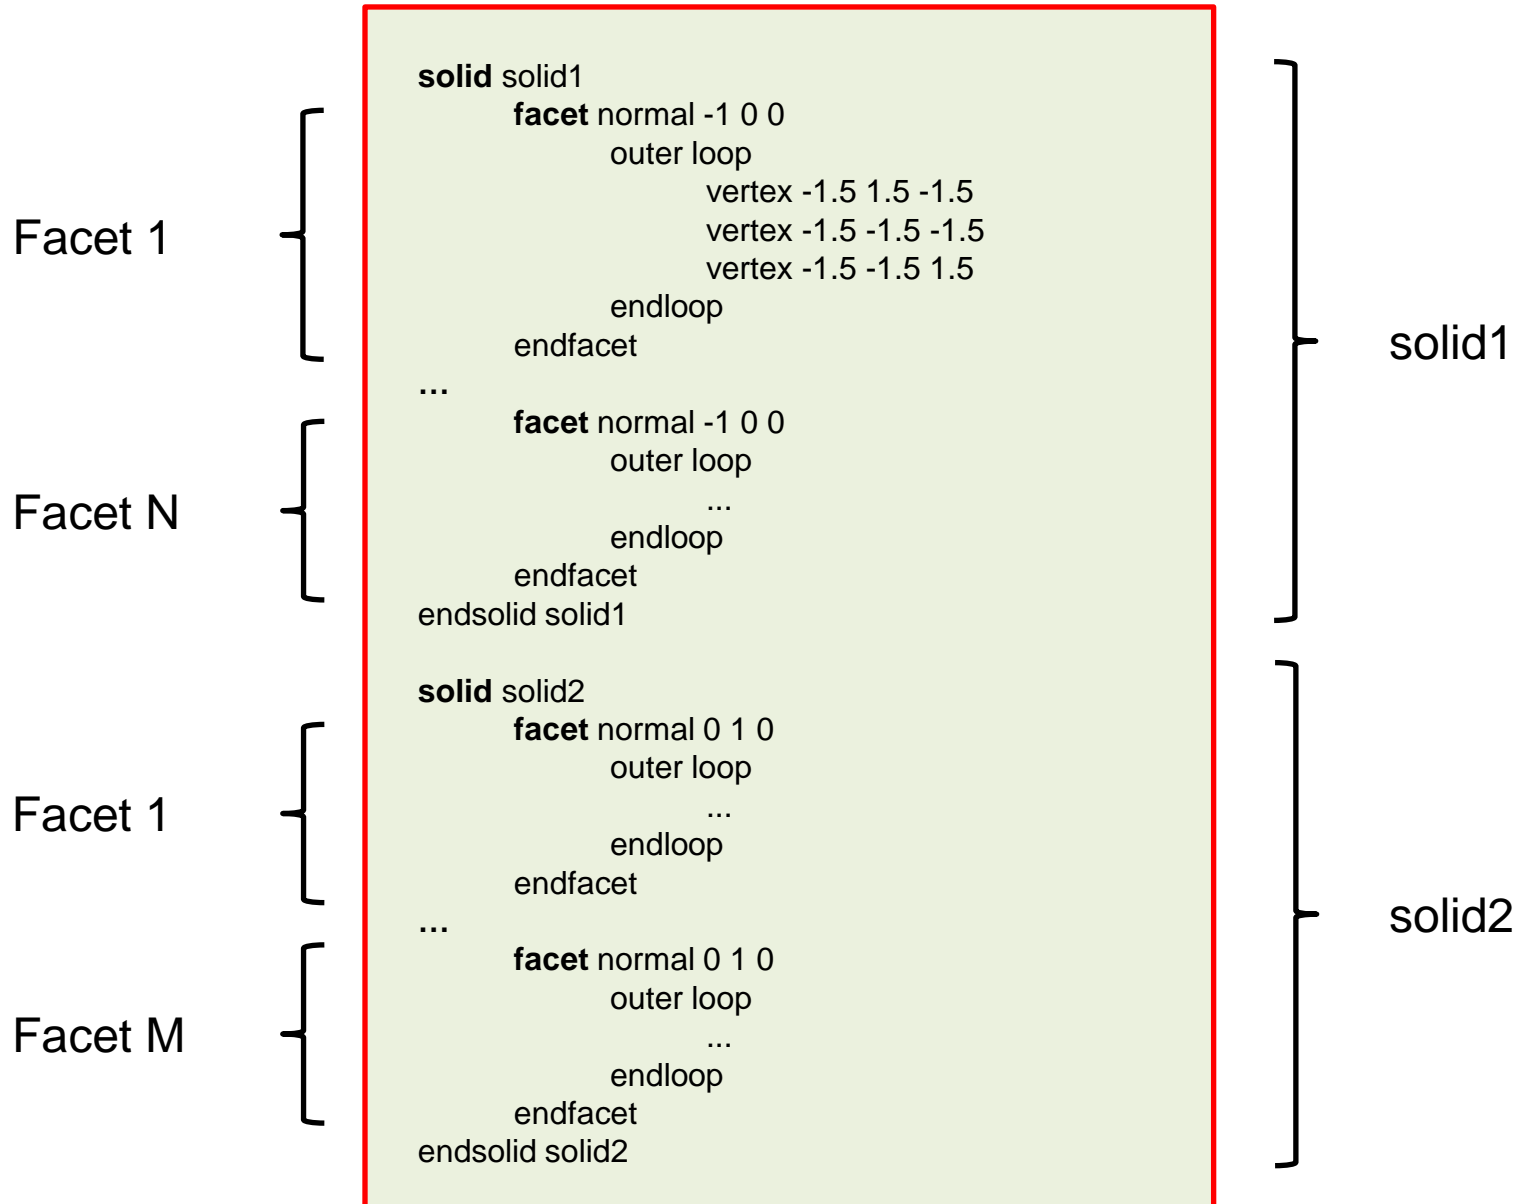 solid solid1
facet normal -1 0 0
outer loop
vertex -1.5 1.5 -1.5
vertex -1.5 -1.5 -1.5
vertex -1.5 -1.5 1.5
endloop
endfacet
...
facet normal -1 0 0
outer loop
...
endloop
endfacet
endsolid solid1
solid solid2
facet normal 0 1 0
outer loop
...
endloop
endfacet
...
facet normal 0 1 0
outer loop
...
endloop
endfacet
endsolid solid2
Facet 1
Facet N
Facet 1
Facet M
solid1
solid2